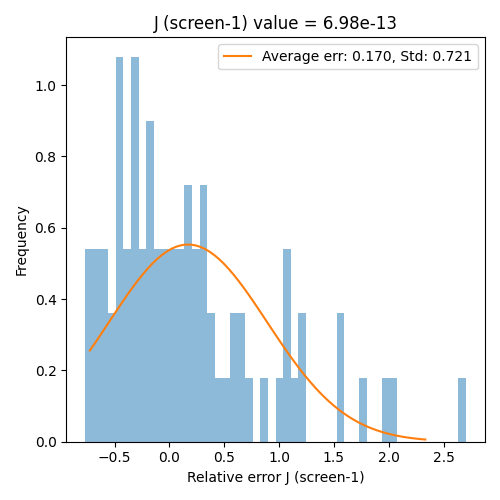 J (screen-1) value = 6.98e-13
Average err: 0.170, Std: 0.721
1.0
0.8
0.6
0.4
0.2
0.0
Frequency
−0.5 0.0 0.5 1.0 1.5 2.0 2.5
Relative error J (screen-1)